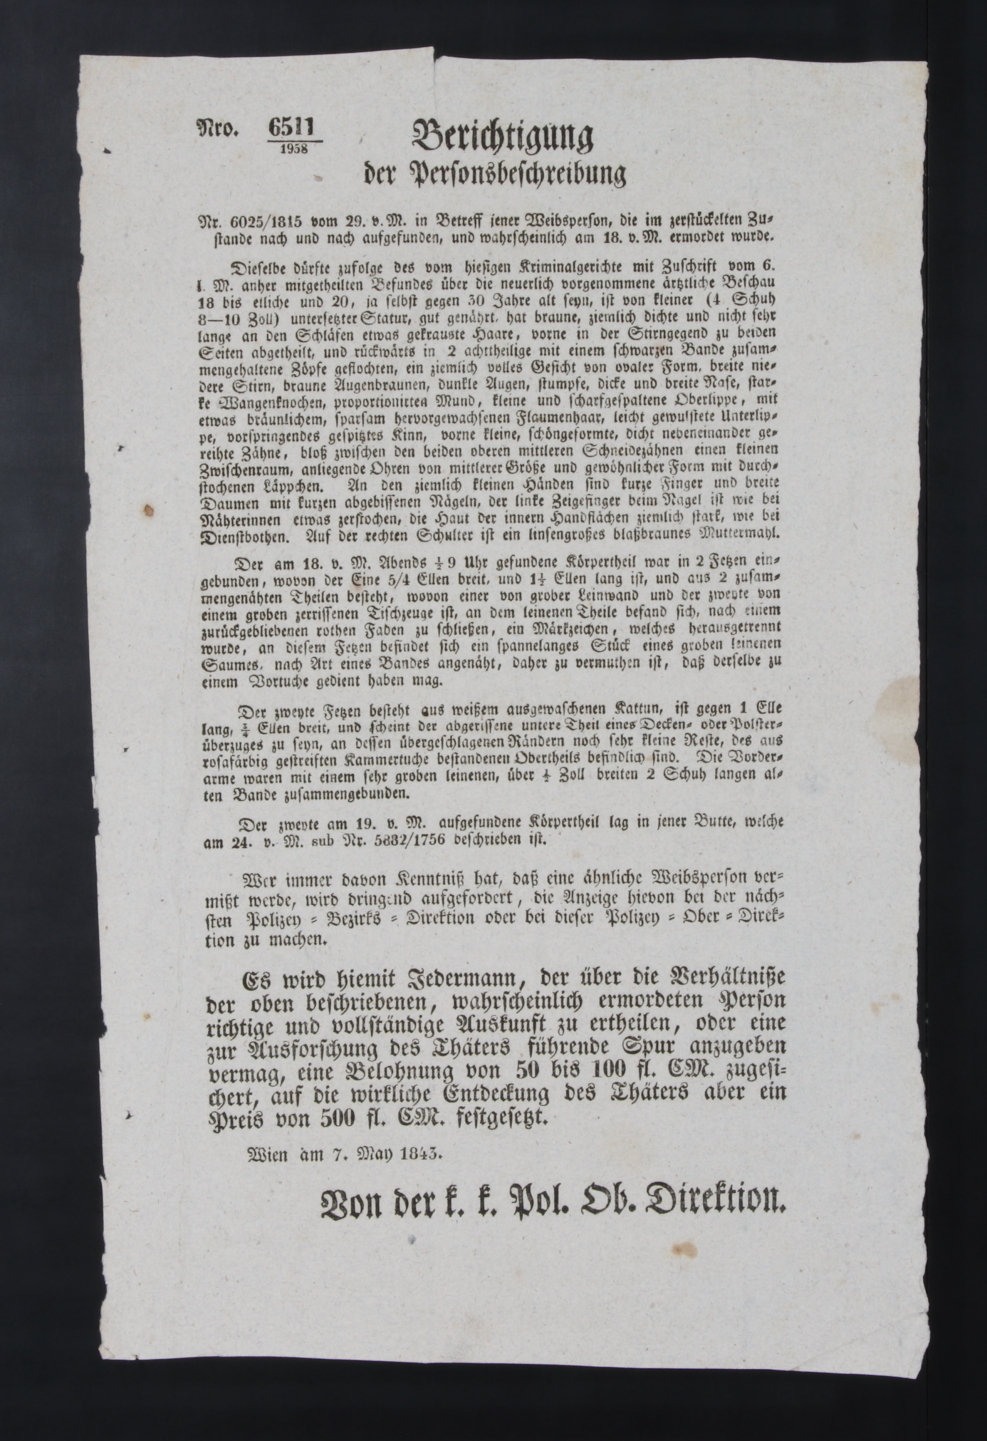 Nro. 6511/1958
Berichtigung
der Personsbeschreibung
Nr. 6025/1815 vom 29. v. M. in Betreff jener Weibsperson, die im zerstückelten Zu-
stande nach und nach aufgefunden, und wahrscheinlich am 18. v. M. ermordet wurde.
Dieselbe dürfte zufolge des vom hiesigen Kriminalgerichte mit Zuschrift vom 6.
l. M. anher mitgetheilten Befundes über die neuerlich vorgenommene ärztliche Beschau
18 bis etliche und 20, ja selbst gegen 30 Jahre alt seyn, ist von kleiner (4 Schuh
8—10 Zoll) untersetzter Statur, gut genährt, hat braune, ziemlich dichte und nicht sehr
lange an den Schläfen etwas gekrauste Haare, vorne in der Stirngegend zu beiden
Seiten abgetheilt, und rückwärts in 2 achttheilige mit einem schwarzen Bande zusam-
mengehaltene Zöpfe geflochten, ein ziemlich volles Gesicht von ovaler Form, breite nie-
dere Stirn, braune Augenbraunen, dunkle Augen, stumpfe, dicke und breite Nase, star-
ke Wangenknochen, proportionirten Mund, kleine und scharfgespaltene Oberlippe, mit
etwas bräunlichem, sparsam hervorgewachsenen Flaumenhaar, leicht gewulstete Unterlip-
pe, vorspringendes gespitztes Kinn, vorne kleine, schöngeformte, dicht nebeneinander ge-
reihte Zähne, bloß zwischen den beiden oberen mittleren Schneidezähnen einen kleinen
Zwischenraum, anliegende Ohren von mittlerer Größe und gewöhnlicher Form mit durch-
stochenen Läppchen. An den ziemlich kleinen Händen sind kurze Finger und breite
Daumen mit kurzen abgebissenen Nägeln, der linke Zeigefinger beim Nagel ist wie bei
Nähterinnen etwas zerstochen, die Haut der innern Handflächen ziemlich stark, wie bei
Dienstbothen. Auf der rechten Schulter ist ein linsengroßes blaßbraunes Muttermahl.
Der am 18. v. M. Abends ½9 Uhr gefundene Körpertheil war in 2 Fetzen ein-
gebunden, wovon der Eine 5/4 Ellen breit, und 1½ Ellen lang ist, und aus 2 zusam-
mengenähten Theilen besteht, wovon einer von grober Leinwand und der zweyte von
einem groben zerrissenen Tischzeuge ist, an dem leinenen Theile befand sich, nach einem
zurückgebliebenen rothen Faden zu schließen, ein Märkzeichen, welches herausgetrennt
wurde, an diesem Fetzen befindet sich ein spannelanges Stück eines groben leinenen
Saumes, nach Art eines Bandes angenäht, daher zu vermuthen ist, daß derselbe zu
einem Vortuche gedient haben mag.
Der zweyte Fetzen besteht aus weißem ausgewaschenen Kattun, ist gegen 1 Elle
lang, ¾ Ellen breit, und scheint der abgerissene untere Theil eines Decken- oder Polster-
überzuges zu seyn, an dessen übergeschlagenen Rändern noch sehr kleine Reste, des aus
rosafärbig gestreiften Kammertuche bestandenen Obertheils befindlich sind. Die Vorder-
arme waren mit einem sehr groben leinenen, über ½ Zoll breiten 2 Schuh langen al-
ten Bande zusammengebunden.
Der zweyte am 19. v. M. aufgefundene Körpertheil lag in jener Butte, welche
am 24. v. M. sub Nr. 5832/1756 beschrieben ist.
Wer immer davon Kenntniß hat, daß eine ähnliche Weibsperson ver-
mißt werde, wird dringend aufgefordert, die Anzeige hievon bei der näch-
sten Polizey - Bezirks - Direktion oder bei dieser Polizey - Ober - Direk-
tion zu machen.
Es wird hiemit Jedermann, der über die Verhältniße
der oben beschriebenen, wahrscheinlich ermordeten Person
richtige und vollständige Auskunft zu ertheilen, oder eine
zur Ausforschung des Thäters führende Spur anzugeben
vermag, eine Belohnung von 50 bis 100 fl. CM. zugesi-
chert, auf die wirkliche Entdeckung des Thäters aber ein
Preis von 500 fl. CM. festgesetzt.
Wien am 7. May 1843.
Von der k. k. Pol. Ob. Direktion.